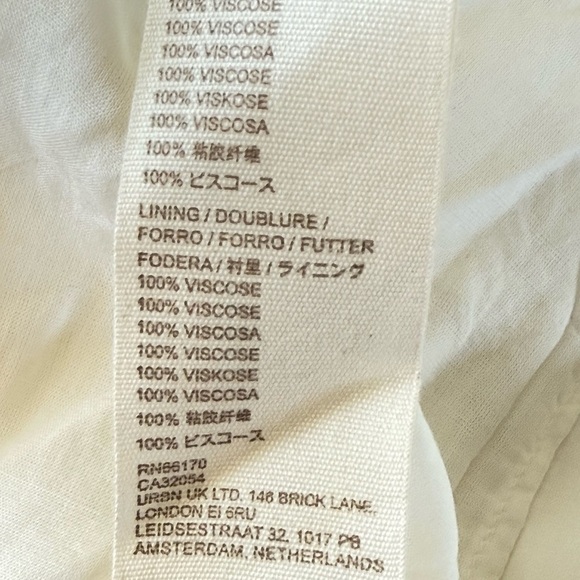 100% VISCOSE
100% VISCOSE
100% VISCOSA
100% VISCOSE
100% VISKOSE
100% VISCOSA
100% 粘胶纤维
100% ビスコース
LINING / DOUBLURE /
FORRO / FORRO / FUTTER
FODERA / 衬里 / ライニング
100% VISCOSE
100% VISCOSE
100% VISCOSA
100% VISCOSE
100% VISKOSE
100% VISCOSA
100% 粘胶纤维
100% ビスコース
RN66170
CA32054
URBN UK LTD, 146 BRICK LANE,
LONDON EI 6RU
LEIDSESTRAAT 32, 1017 PB
AMSTERDAM, NETHERLANDS